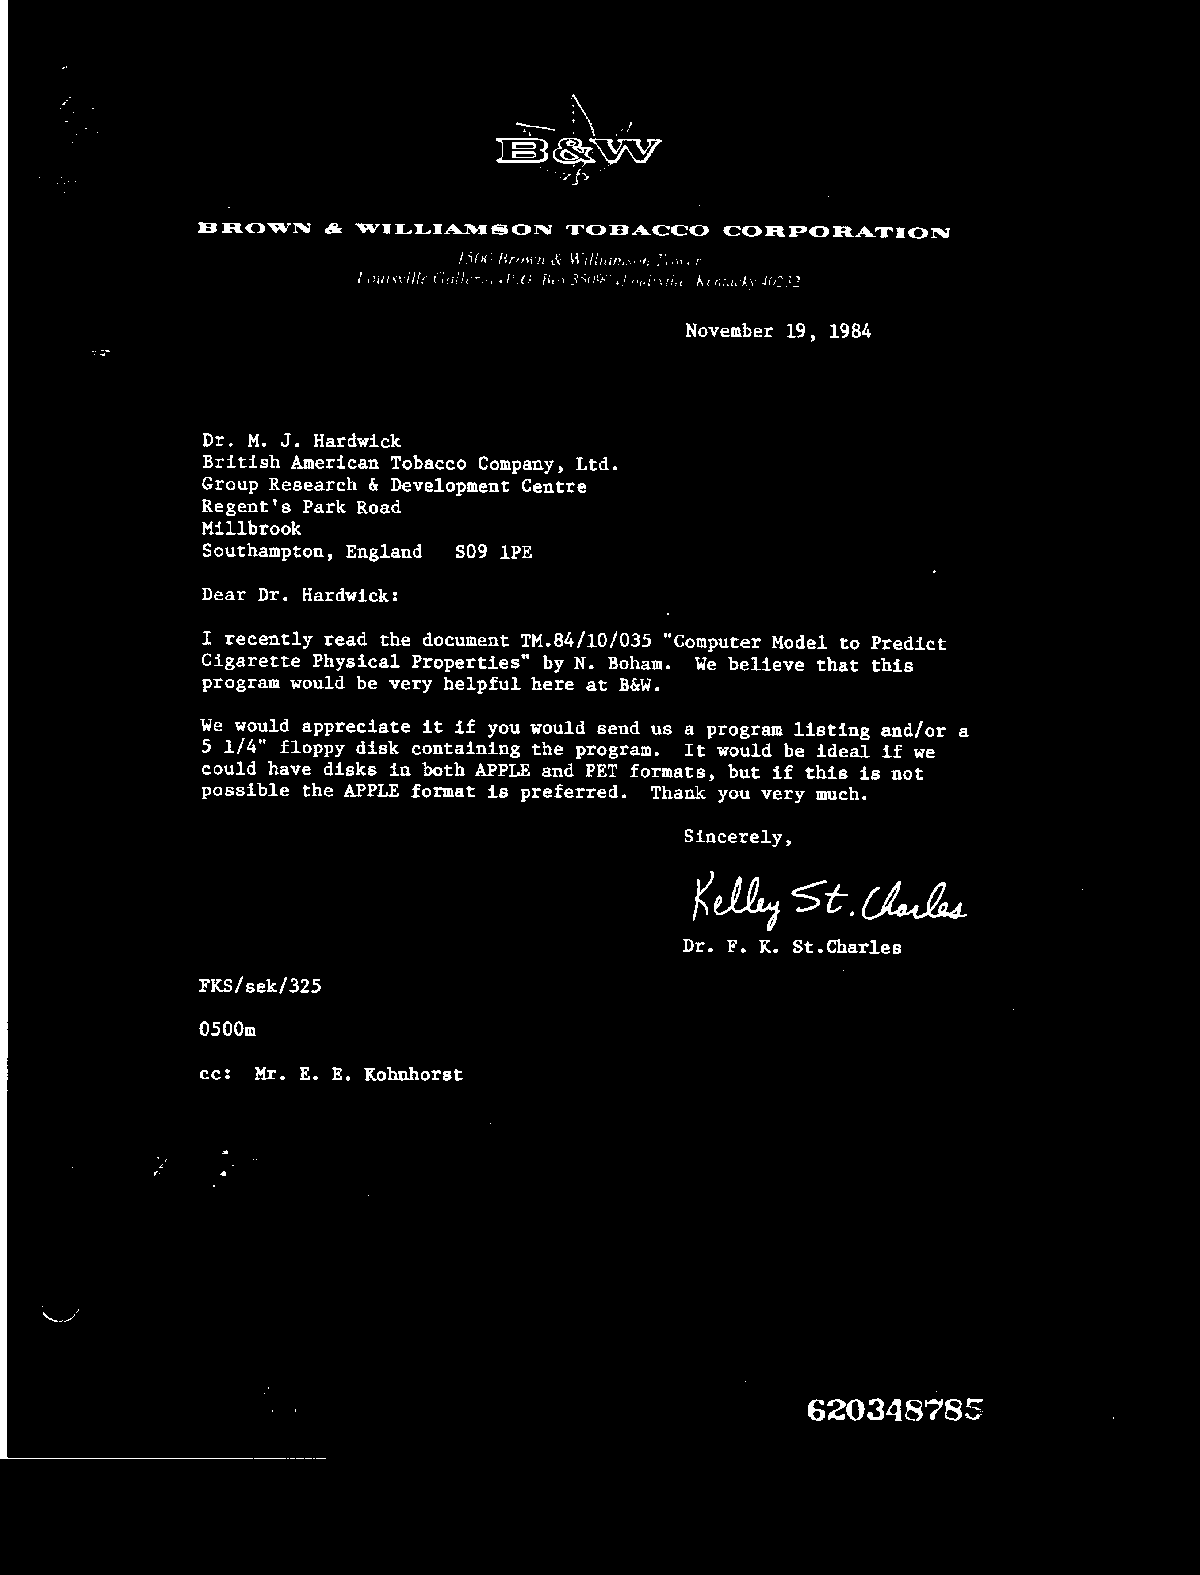 B&W
BROWN & WILLIAMSON TOBACCO CORPORATION
1500 Brown & Williamson Tower
Louisville Galleria • P.O. Box 35090 • Louisville, Kentucky 40232
November 19, 1984
Dr. M. J. Hardwick
British American Tobacco Company, Ltd.
Group Research & Development Centre
Regent's Park Road
Millbrook
Southampton, England   S09 1PE
Dear Dr. Hardwick:
I recently read the document TM.84/10/035 "Computer Model to Predict
Cigarette Physical Properties" by N. Boham.  We believe that this
program would be very helpful here at B&W.
We would appreciate it if you would send us a program listing and/or a
5 1/4" floppy disk containing the program.  It would be ideal if we
could have disks in both APPLE and PET formats, but if this is not
possible the APPLE format is preferred.  Thank you very much.
Sincerely,
Kelley St. Charles
Dr. F. K. St.Charles
FKS/sek/325
0500m
cc:  Mr. E. E. Kohnhorst
620348785